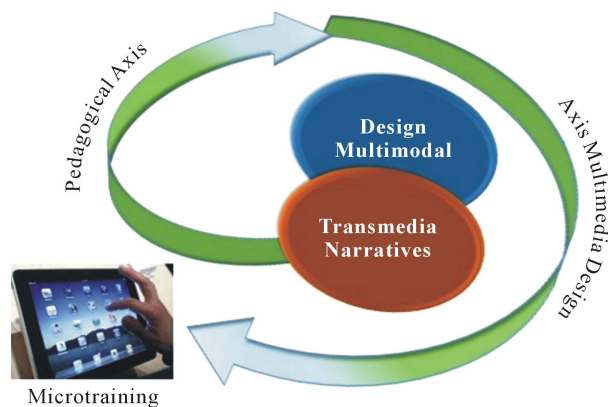 Pedagogical Axis
Axis Multimedia Design
Design
Multimodal
Transmedia
Narratives
Microtraining